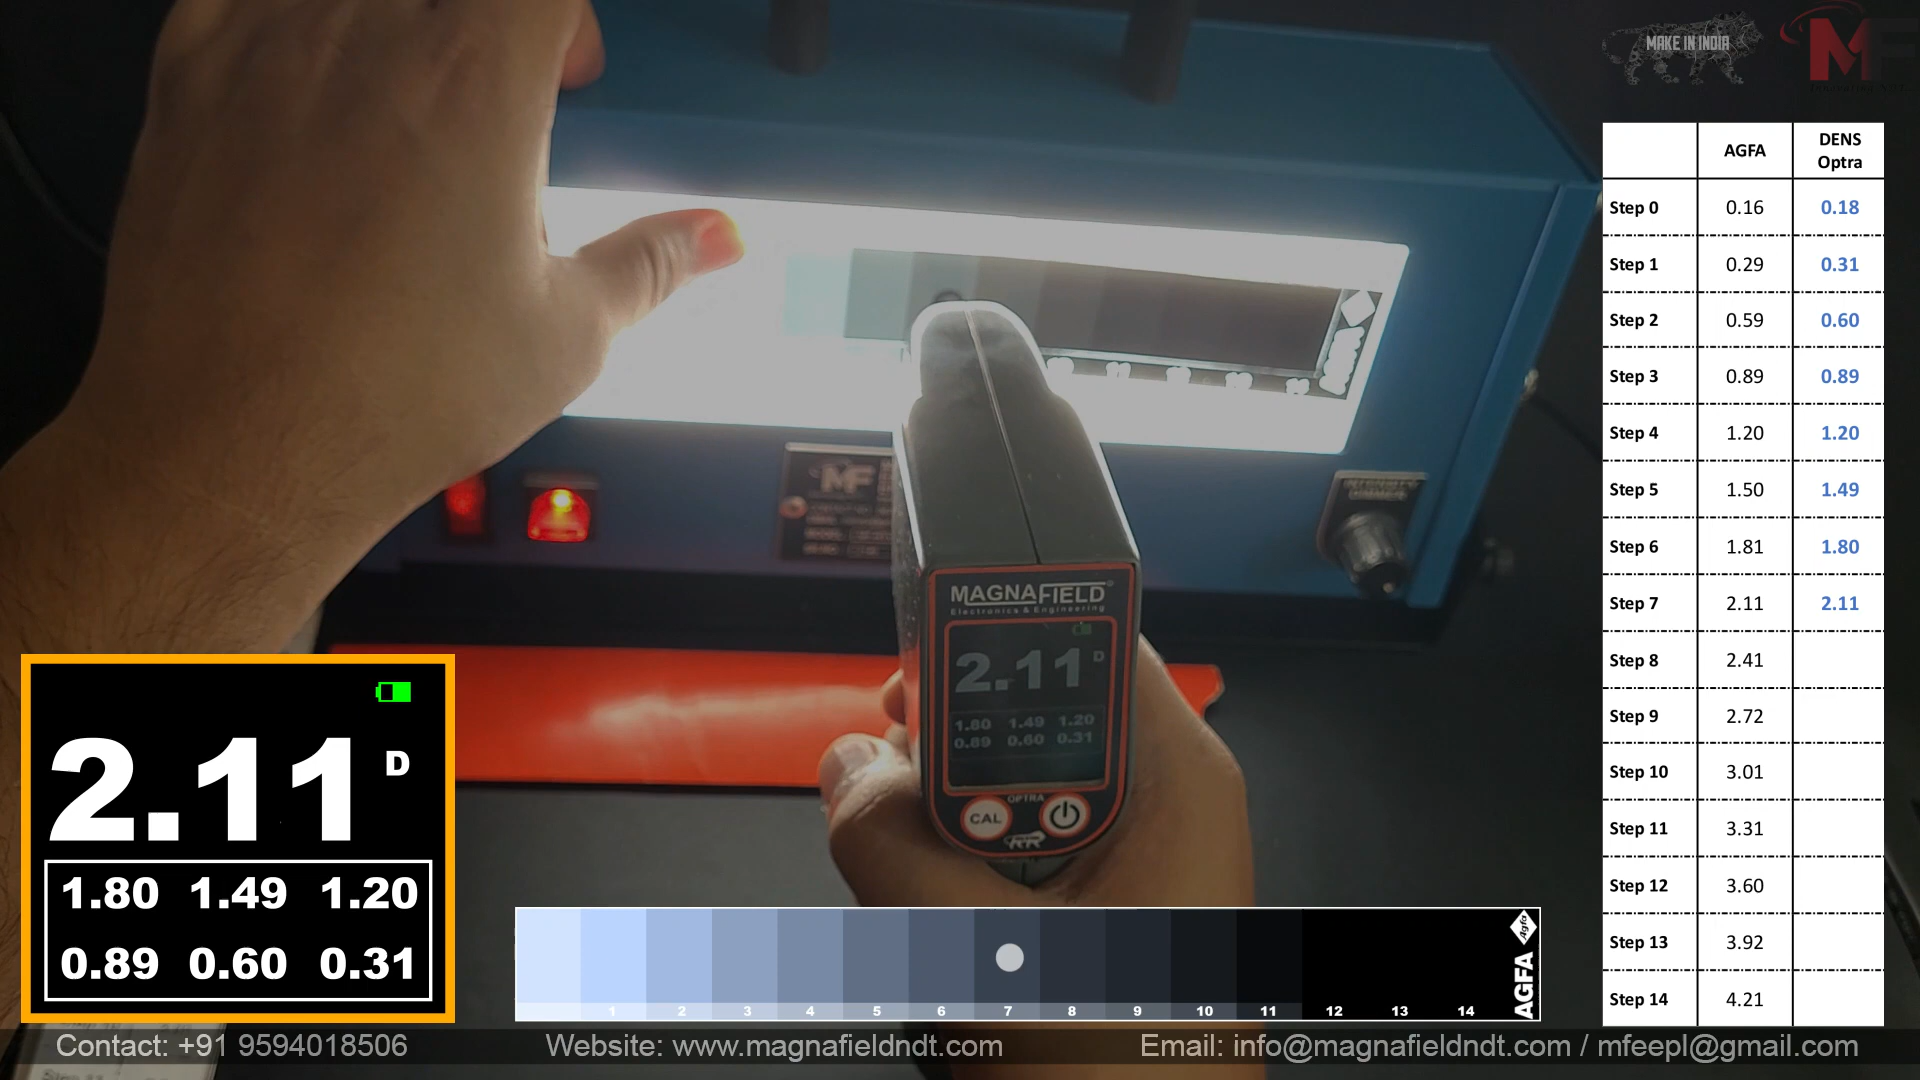 MAKE IN INDIA
MF
AGFA DENS Optra
Step 0 0.16 0.18
Step 1 0.29 0.31
Step 2 0.59 0.60
Step 3 0.89 0.89
Step 4 1.20 1.20
Step 5 1.50 1.49
Step 6 1.81 1.80
Step 7 2.11 2.11
Step 8 2.41
Step 9 2.72
Step 10 3.01
Step 11 3.31
Step 12 3.60
Step 13 3.92
Step 14 4.21
MF
MAGNAFIELD
Electronics & Engineering
2.11 D
1.80 1.49 1.20
0.89 0.60 0.31
OPTRA
CAL
2.11 D
1.80 1.49 1.20
0.89 0.60 0.31
1 2 3 4 5 6 7 8 9 10 11 12 13 14
Agfa
AGFA
Contact: +91 9594018506 Website: www.magnafieldndt.com Email: info@magnafieldndt.com / mfeepl@gmail.com